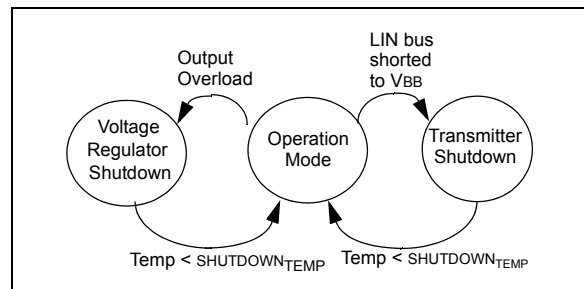 Output
Overload
LIN bus
shorted
to VBB
Voltage
Regulator
Shutdown
Operation
Mode
Transmitter
Shutdown
Temp < SHUTDOWNTEMP
Temp < SHUTDOWNTEMP